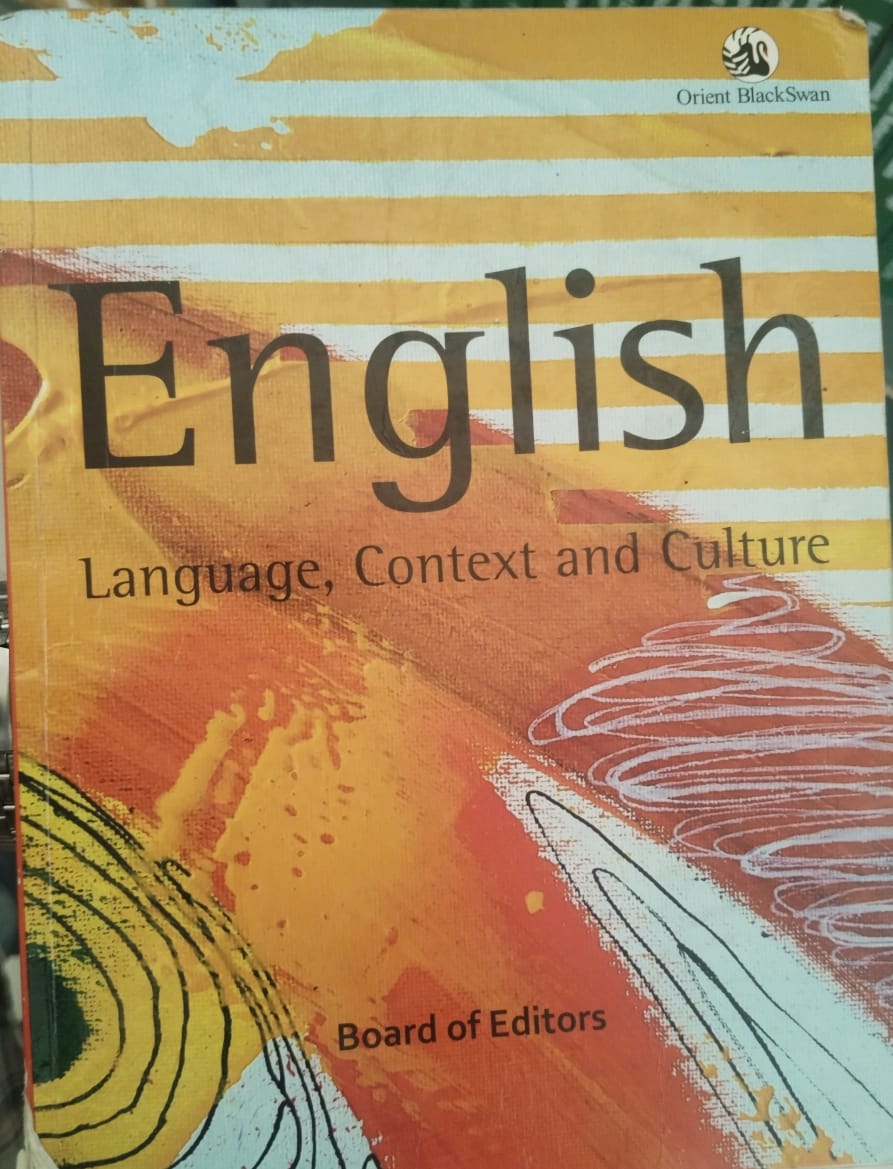 Orient BlackSwan
English
Language, Context and Culture
Board of Editors